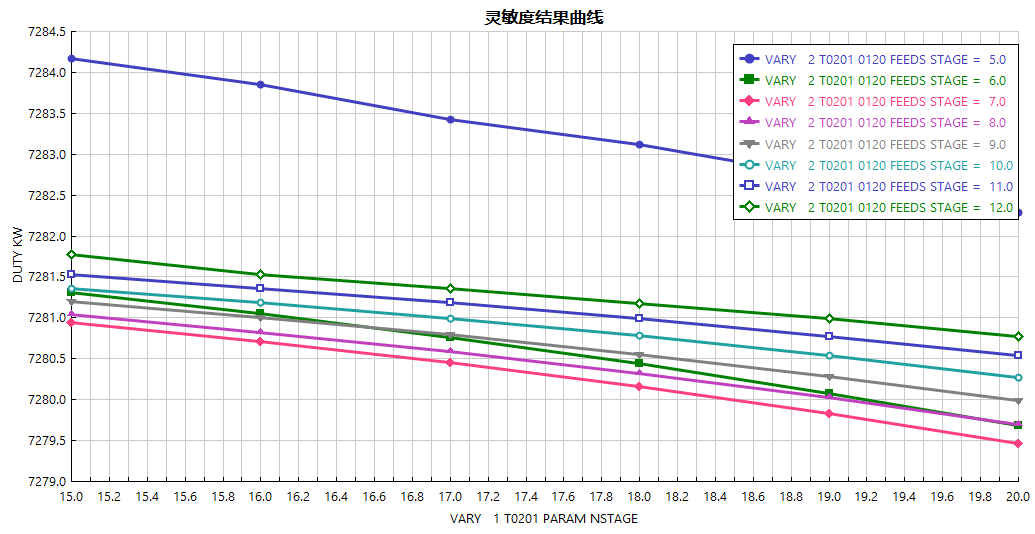 灵敏度结果曲线
7284.5
7284.0
7283.5
7283.0
7282.5
7282.0
7281.5
7281.0
7280.5
7280.0
7279.5
7279.0
DUTY KW
VARY 2 T0201 0120 FEEDS STAGE = 5.0
VARY 2 T0201 0120 FEEDS STAGE = 6.0
VARY 2 T0201 0120 FEEDS STAGE = 7.0
VARY 2 T0201 0120 FEEDS STAGE = 8.0
VARY 2 T0201 0120 FEEDS STAGE = 9.0
VARY 2 T0201 0120 FEEDS STAGE = 10.0
VARY 2 T0201 0120 FEEDS STAGE = 11.0
VARY 2 T0201 0120 FEEDS STAGE = 12.0
15.0 15.2 15.4 15.6 15.8 16.0 16.2 16.4 16.6 16.8 17.0 17.2 17.4 17.6 17.8 18.0 18.2 18.4 18.6 18.8 19.0 19.2 19.4 19.6 19.8 20.0
VARY 1 T0201 PARAM NSTAGE